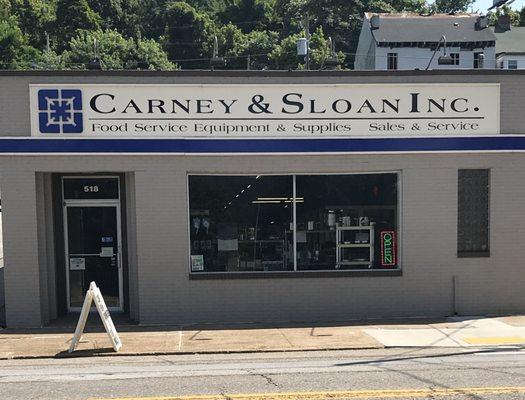 CARNEY & SLOAN INC.
Food Service Equipment & Supplies Sales & Service
518
OPEN